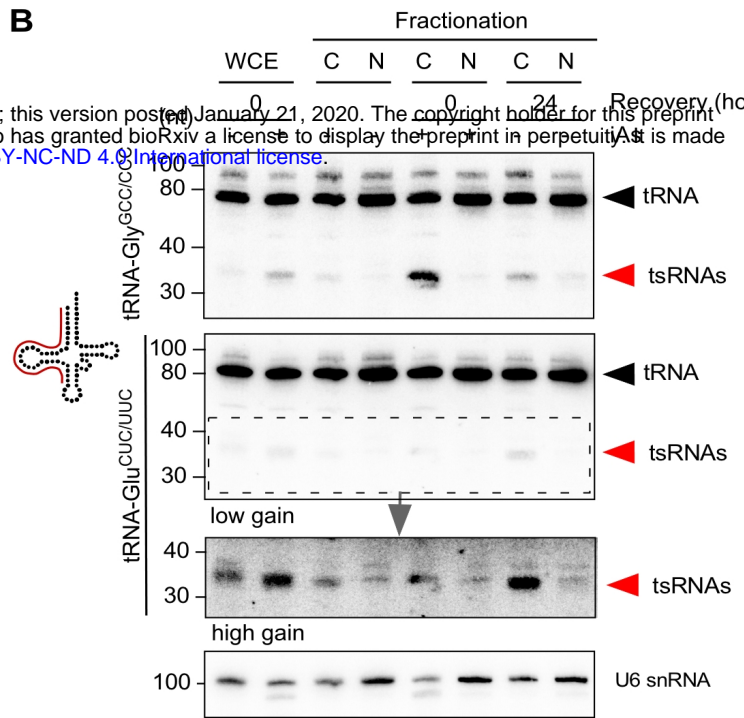 B
Fractionation
WCE C N C N C N
0 0 24 Recovery (ho
; this version posted January 21, 2020. The copyright holder for this preprint
(nt)
o has granted bioRxiv a license to display the preprint in perpetuity. It is made
- + - - + + - - iAs
BY-NC-ND 4.0 International license.
tRNA-Gly GCC/CCC
100
80
40
30
tRNA
tsRNAs
tRNA-Glu CUC/UUC
100
80
40
30
tRNA
tsRNAs
low gain
40
30
tsRNAs
high gain
100
U6 snRNA